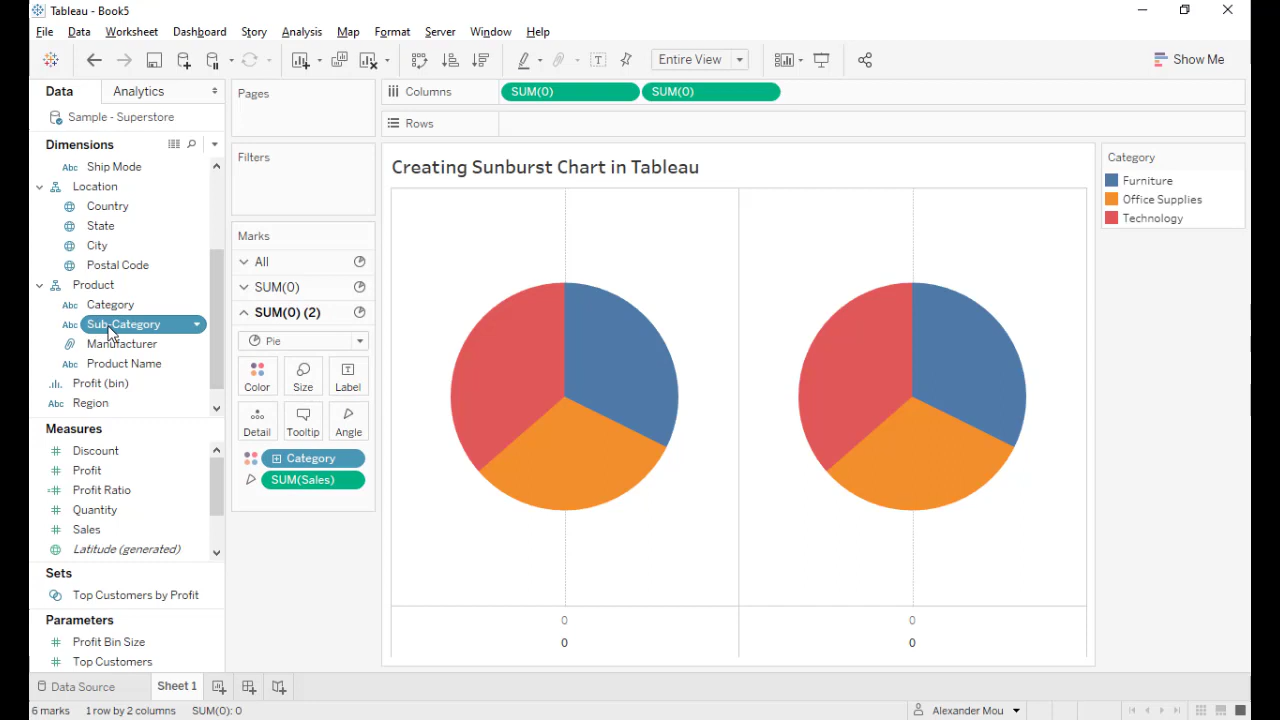 Tableau - Book5
File Data Worksheet Dashboard Story Analysis Map Format Server Window Help
Entire View
Show Me
Data Analytics
Sample - Superstore
Dimensions
Abc Ship Mode
Location
Country
State
City
Postal Code
Product
Abc Category
Abc Sub-Category
Manufacturer
Abc Product Name
Profit (bin)
Abc Region
Measures
Discount
Profit
Profit Ratio
Quantity
Sales
Latitude (generated)
Sets
Top Customers by Profit
Parameters
Profit Bin Size
Top Customers
Pages
Filters
Marks
All
SUM(0)
SUM(0) (2)
Pie
Color Size Label
Detail Tooltip Angle
Category
SUM(Sales)
Columns SUM(0) SUM(0)
Rows
Creating Sunburst Chart in Tableau
0 0
0 0
Category
Furniture
Office Supplies
Technology
Data Source Sheet 1
6 marks 1 row by 2 columns SUM(0): 0 Alexander Mou